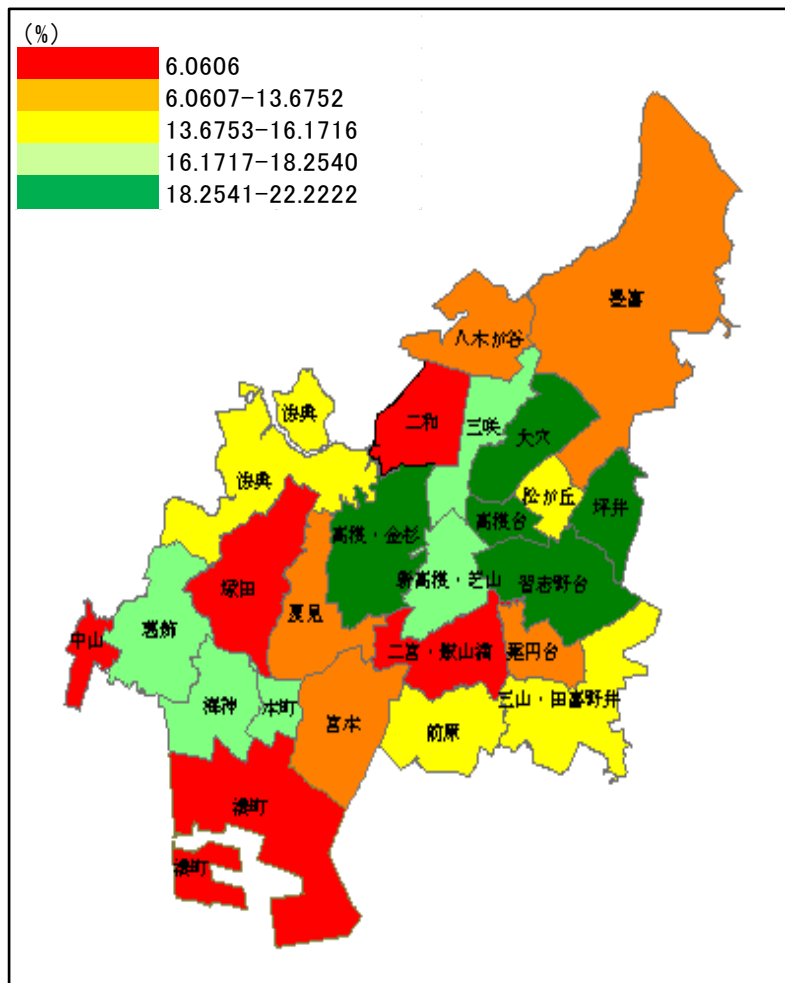 (%)
6.0606
6.0607-13.6752
13.6753-16.1716
16.1717-18.2540
18.2541-22.2222
豊富
八木が谷
法典
二和
三咲
大穴
法典
松が丘
坪井
高根台
高根・金杉
新高根・芝山
習志野台
塚田
夏見
中山
葛飾
二宮・飯山満
薬円台
海神
本町
宮本
前原
三山・田喜野井
湊町
湊町